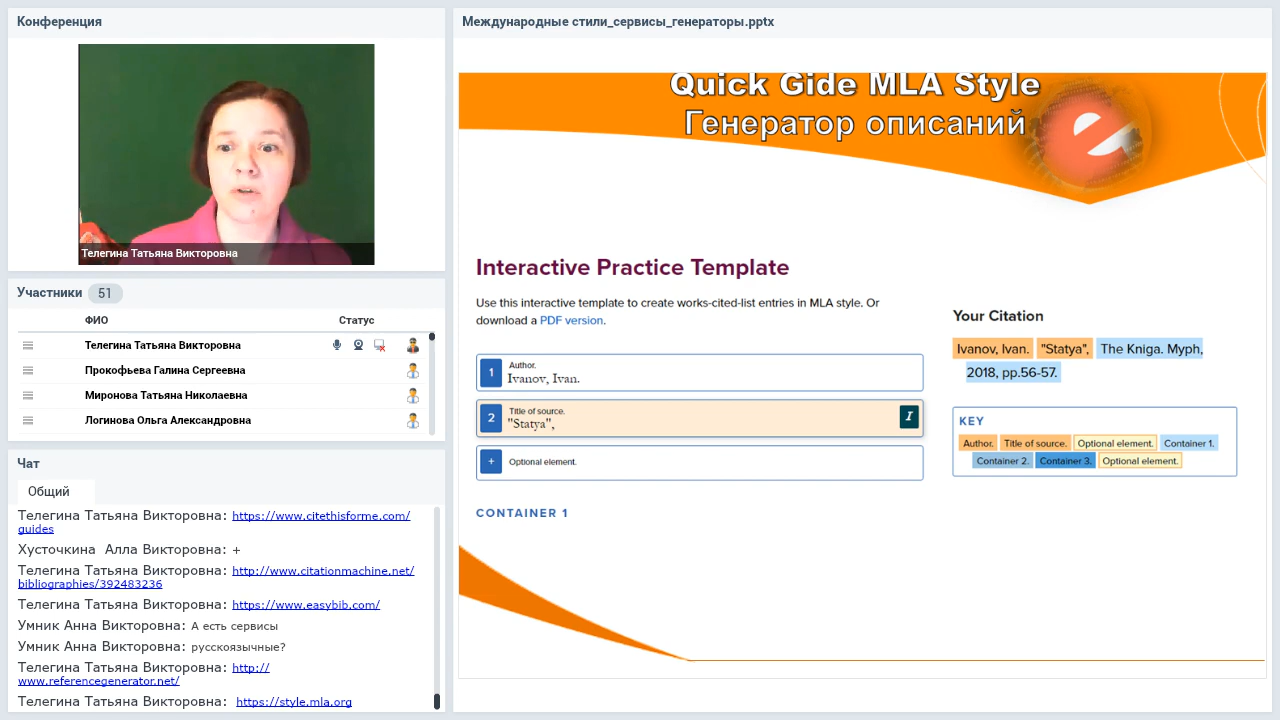 Конференция
Телегина Татьяна Викторовна
Участники 51
ФИО Статус
Телегина Татьяна Викторовна
Прокофьева Галина Сергеевна
Миронова Татьяна Николаевна
Логинова Ольга Александровна
Чат
Общий
Телегина Татьяна Викторовна: https://www.citethisforme.com/
guides
Хусточкина Алла Викторовна: +
Телегина Татьяна Викторовна: http://www.citationmachine.net/
bibliographies/392483236
Телегина Татьяна Викторовна: https://www.easybib.com/
Умник Анна Викторовна: А есть сервисы
Умник Анна Викторовна: русскоязычные?
Телегина Татьяна Викторовна: http://
www.referencegenerator.net/
Телегина Татьяна Викторовна: https://style.mla.org
Международные стили_сервисы_генераторы.pptx
Quick Gide MLA Style
Генератор описаний
Interactive Practice Template
Use this interactive template to create works-cited-list entries in MLA style. Or
download a PDF version.
1 Author.
Ivanov, Ivan.
2 Title of source.
"Statya",
I
+ Optional element.
CONTAINER 1
Your Citation
Ivanov, Ivan. "Statya", The Kniga. Myph,
2018, pp.56-57.
KEY
Author. Title of source. Optional element. Container 1.
Container 2. Container 3. Optional element.